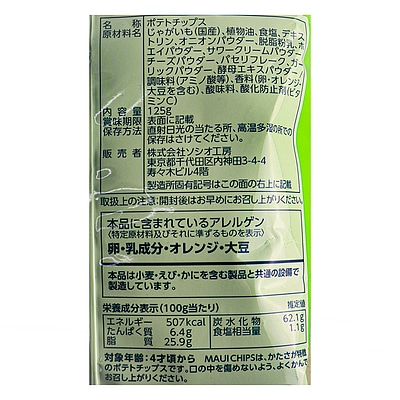 名称 ポテトチップス
原材料名 じゃがいも(国産)、植物油、食塩、デキス
トリン、オニオンパウダー、脱脂粉乳、ホ
エイパウダー、サワークリームパウダー、
チーズパウダー、パセリフレーク、ガー
リックパウダー、酵母エキスパウダー/
調味料(アミノ酸等)、香料(卵・オレンジ・
大豆を含む)、酸味料、酸化防止剤(ビタ
ミンC)
内容量 125g
賞味期限 表面に記載
保存方法 直射日光の当たる所、高温多湿の所での
保存はさけてください。
販売者 株式会社ソシオ工房
東京都千代田区内神田3-4-4
寿々木ビル4階
製造所固有記号はこの面の右上に記載
取扱上の注意：開封後はお早めにお召し上がりください。
本品に含まれているアレルゲン
(特定原材料及びそれに準ずるものを表示)
卵・乳成分・オレンジ・大豆
本品は小麦・えび・かにを含む製品と共通の設備で
製造しています。
栄養成分表示(100g当たり) 推定値
エネルギー 507kcal 炭水化物 62.1g
たんぱく質 6.4g 食塩相当量 1.1g
脂質 25.9g
対象年齢：4才頃から MAUI CHIPSは、かたさが特徴
のポテトチップスです。口の中を傷めないよう、よくかんで
お召し上がりください。